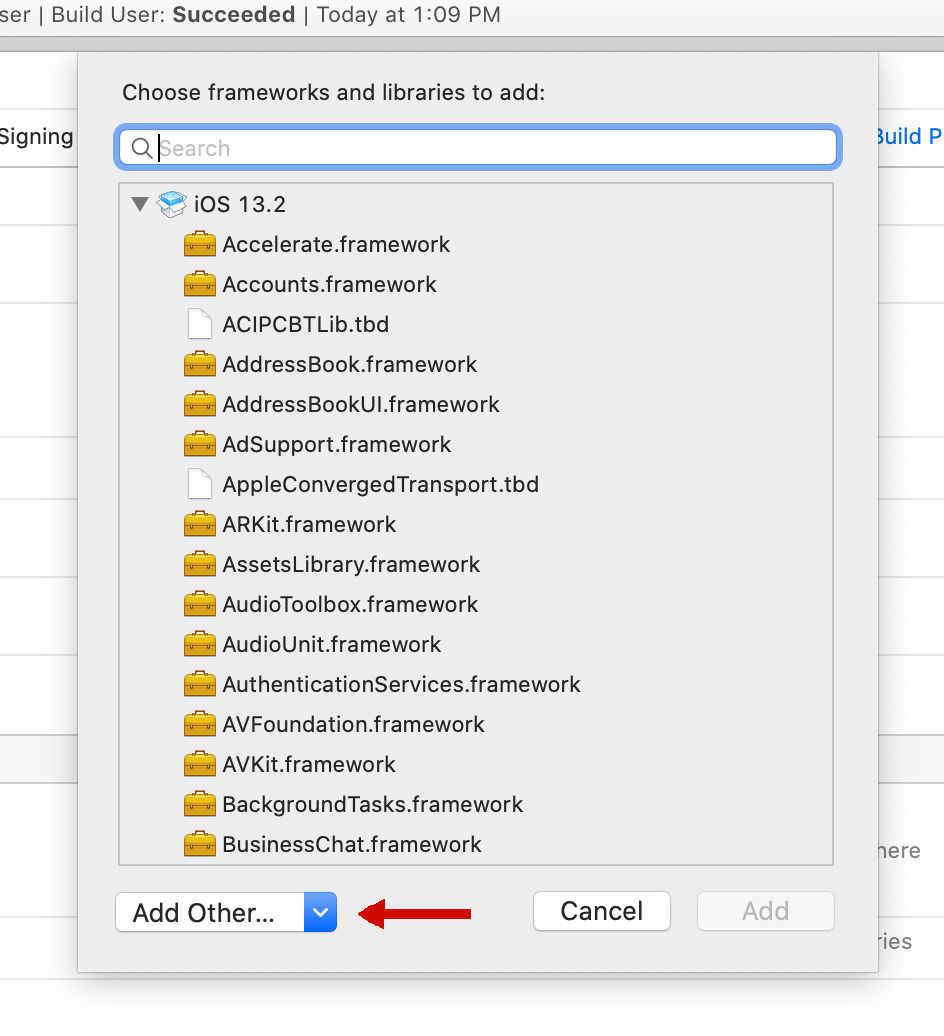 ser | Build User: Succeeded | Today at 1:09 PM
Choose frameworks and libraries to add:
Signing
Search
Build P
iOS 13.2
Accelerate.framework
Accounts.framework
ACIPCBTLib.tbd
AddressBook.framework
AddressBookUI.framework
AdSupport.framework
AppleConvergedTransport.tbd
ARKit.framework
AssetsLibrary.framework
AudioToolbox.framework
AudioUnit.framework
AuthenticationServices.framework
AVFoundation.framework
AVKit.framework
BackgroundTasks.framework
BusinessChat.framework
here
Add Other...
Cancel
Add
ries